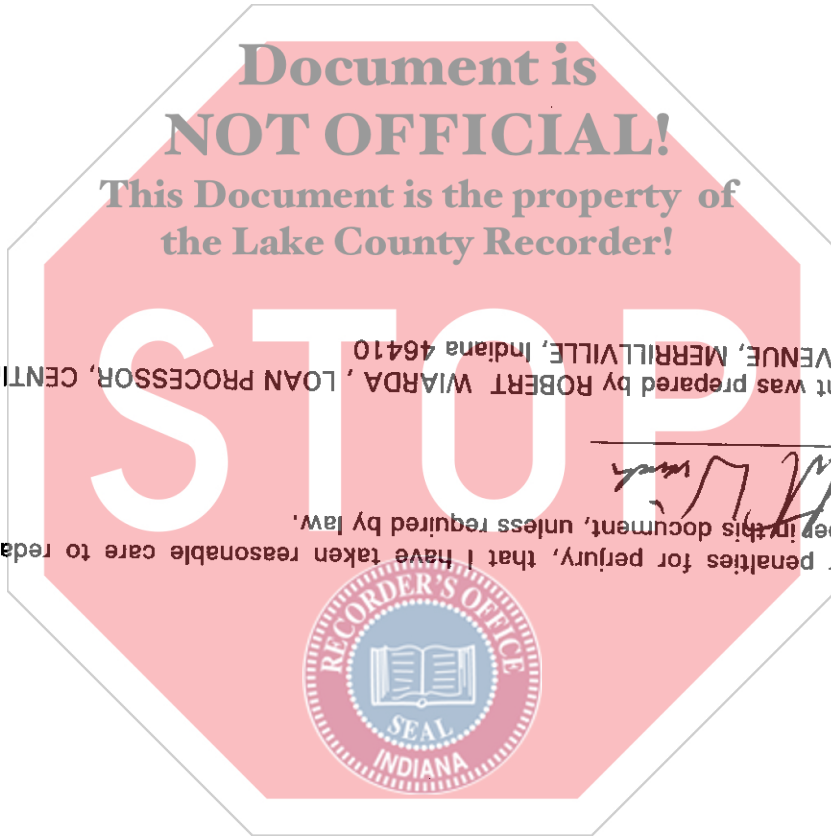 Document is
NOT OFFICIAL!
This Document is the property of
the Lake County Recorder!
STOP
penalties for perjury, that I have taken reasonable care to reda
in this document, unless required by law.
was prepared by ROBERT WIARDA , LOAN PROCESSOR, CENTI
VENUE, MERRILLVILLE, Indiana 46410
RECORDER'S OFFICE
SEAL
INDIANA